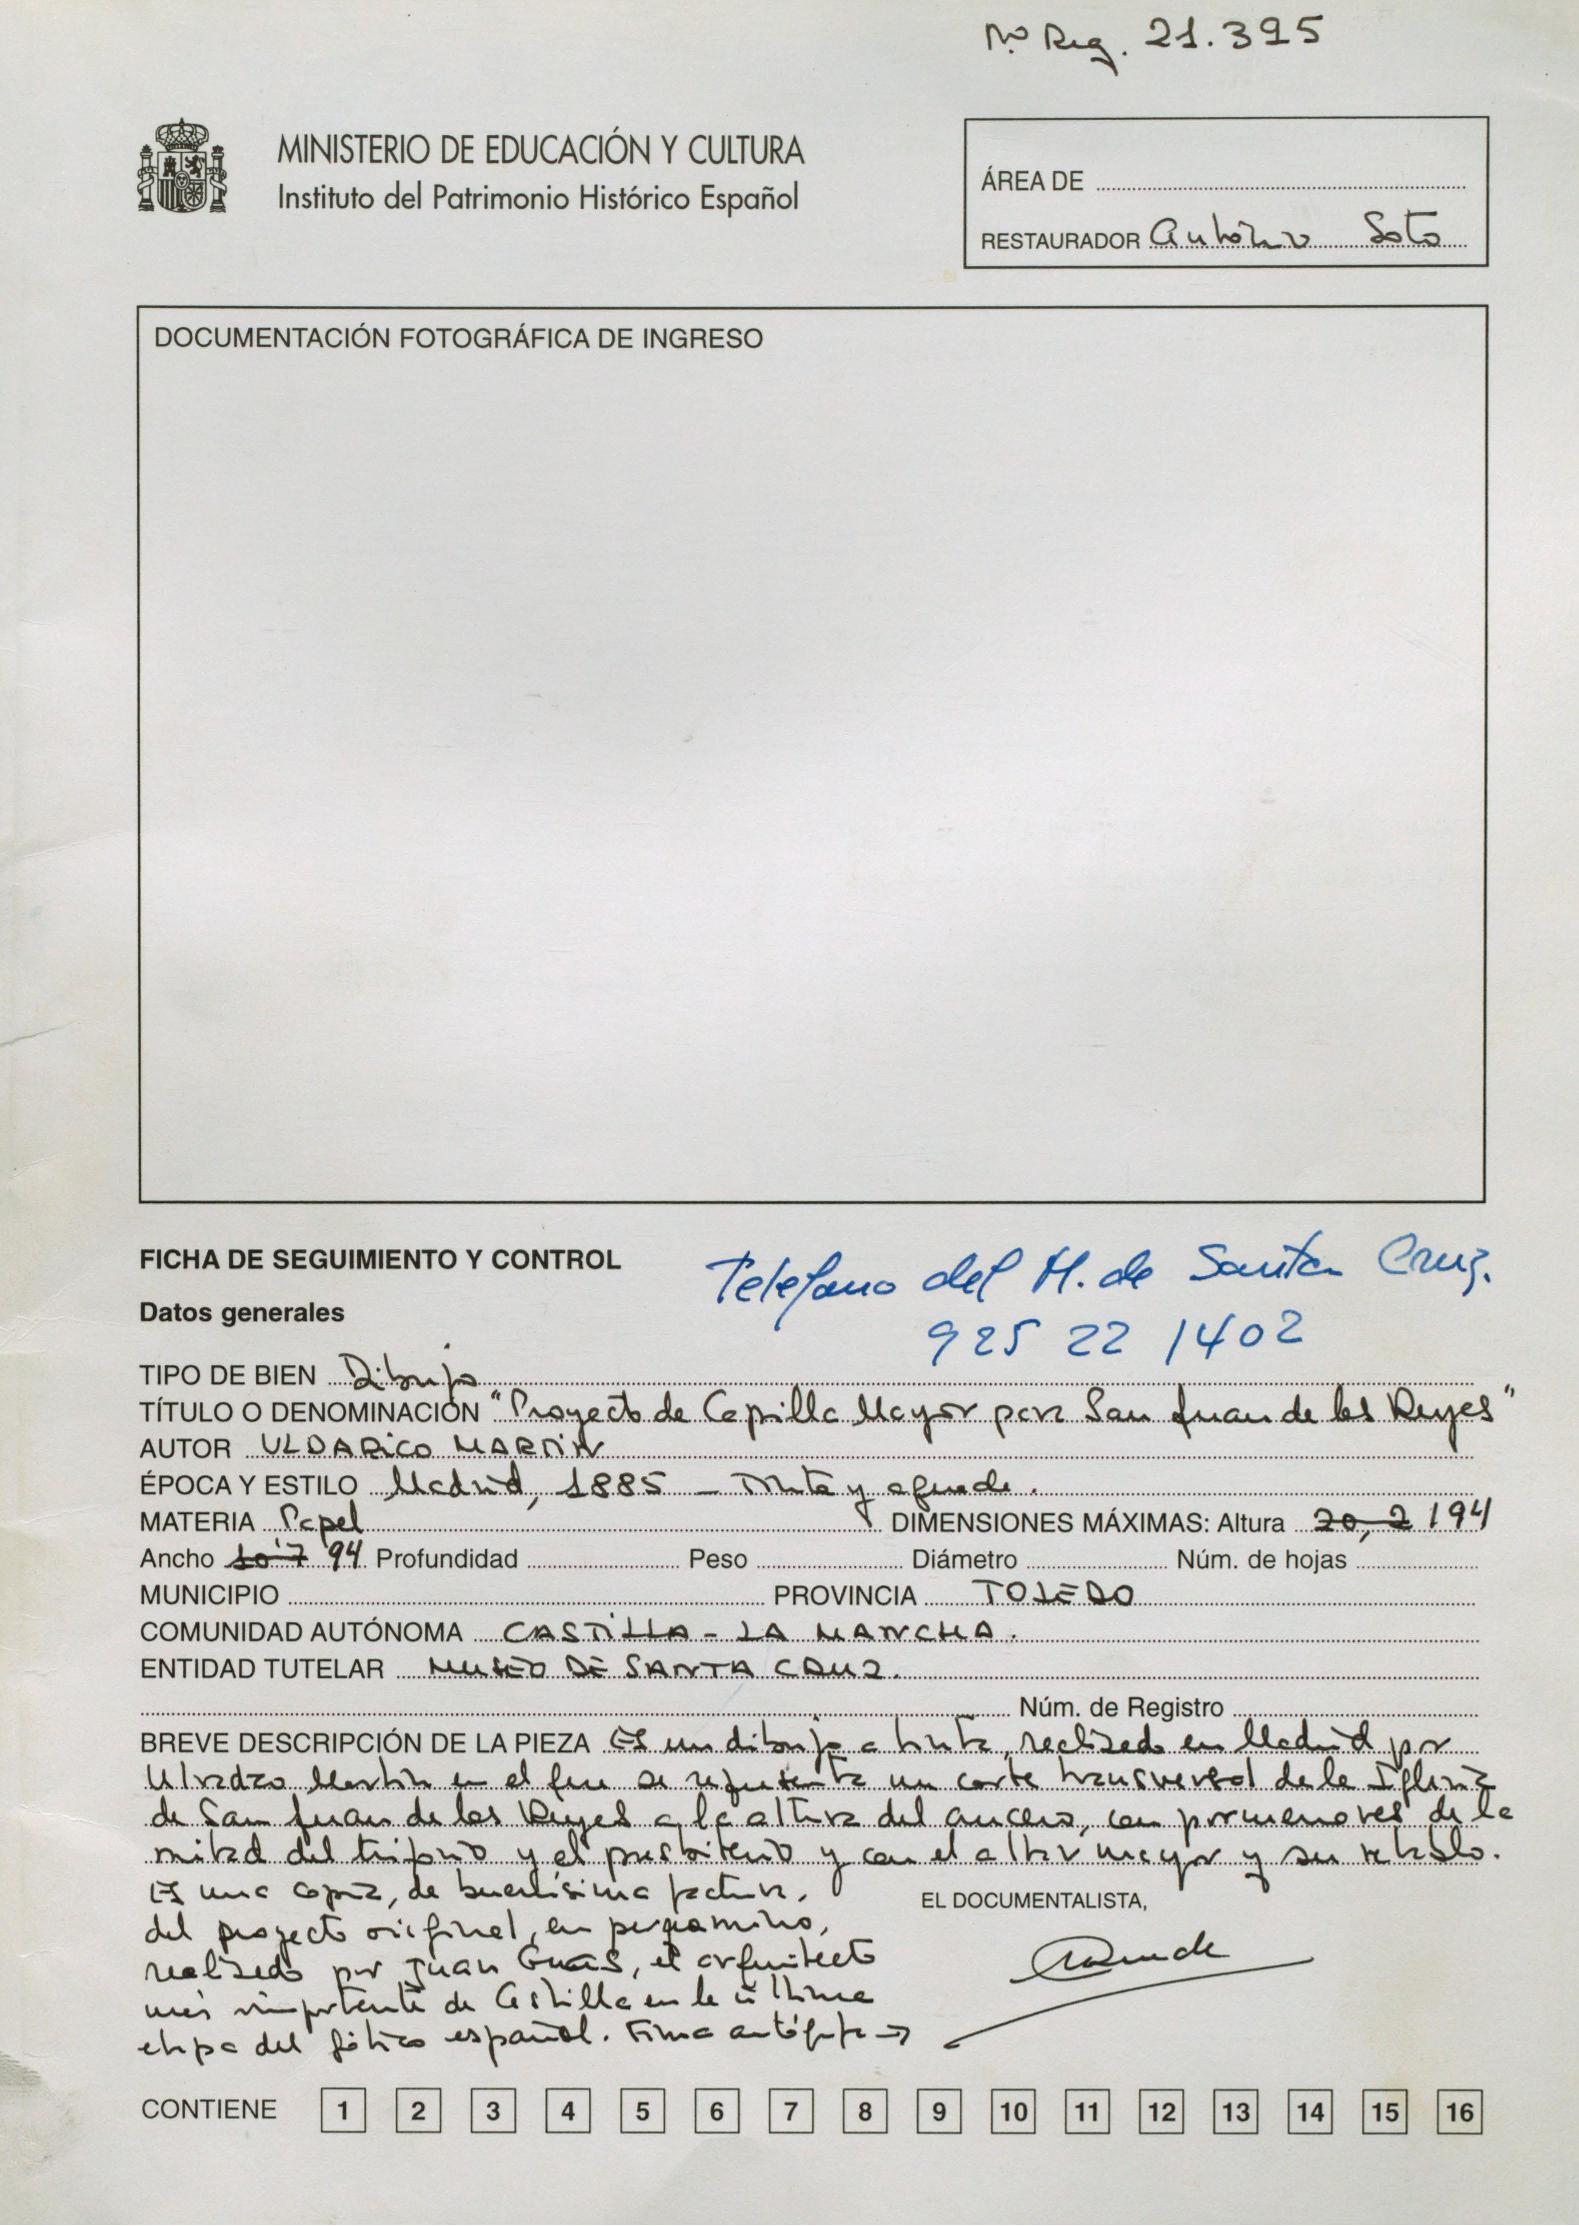 Nº Reg. 21.395
MINISTERIO DE EDUCACIÓN Y CULTURA
Instituto del Patrimonio Histórico Español
ÁREA DE
RESTAURADOR Antonio Soto
DOCUMENTACIÓN FOTOGRÁFICA DE INGRESO
FICHA DE SEGUIMIENTO Y CONTROL
Telefono del M. de Santa Cruz.
925 22 1402
Datos generales
TIPO DE BIEN Dibujo
TÍTULO O DENOMINACIÓN "Proyecto de Capilla Mayor para San Juan de los Reyes"
AUTOR ULDARICO MARTIN
ÉPOCA Y ESTILO Madrid, 1885 - Tinta y aguada.
MATERIA Papel DIMENSIONES MÁXIMAS: Altura 20,2 194
Ancho 10'7 94 Profundidad Peso Diámetro Núm. de hojas
MUNICIPIO PROVINCIA TOLEDO
COMUNIDAD AUTÓNOMA CASTILLA - LA MANCHA.
ENTIDAD TUTELAR MUSEO DE SANTA CRUZ.
Núm. de Registro
BREVE DESCRIPCIÓN DE LA PIEZA Es un dibujo a tinta, realizado en Madrid por
Martín en el que se representa un corte transversal de la Iglesia
de San Juan de los Reyes a la altura del crucero, con pormenores de la
mitad del triforio y el presbiterio y con el altar mayor y su retablo.
Es una copia, de buenísima factura,
del proyecto original, en pergamino,
realizado por Juan Guas, el arquitecto
más importante de Castilla en la última
etapa del gótico español. Firma autógrafa →
EL DOCUMENTALISTA,
CONTIENE 1 2 3 4 5 6 7 8 9 10 11 12 13 14 15 16